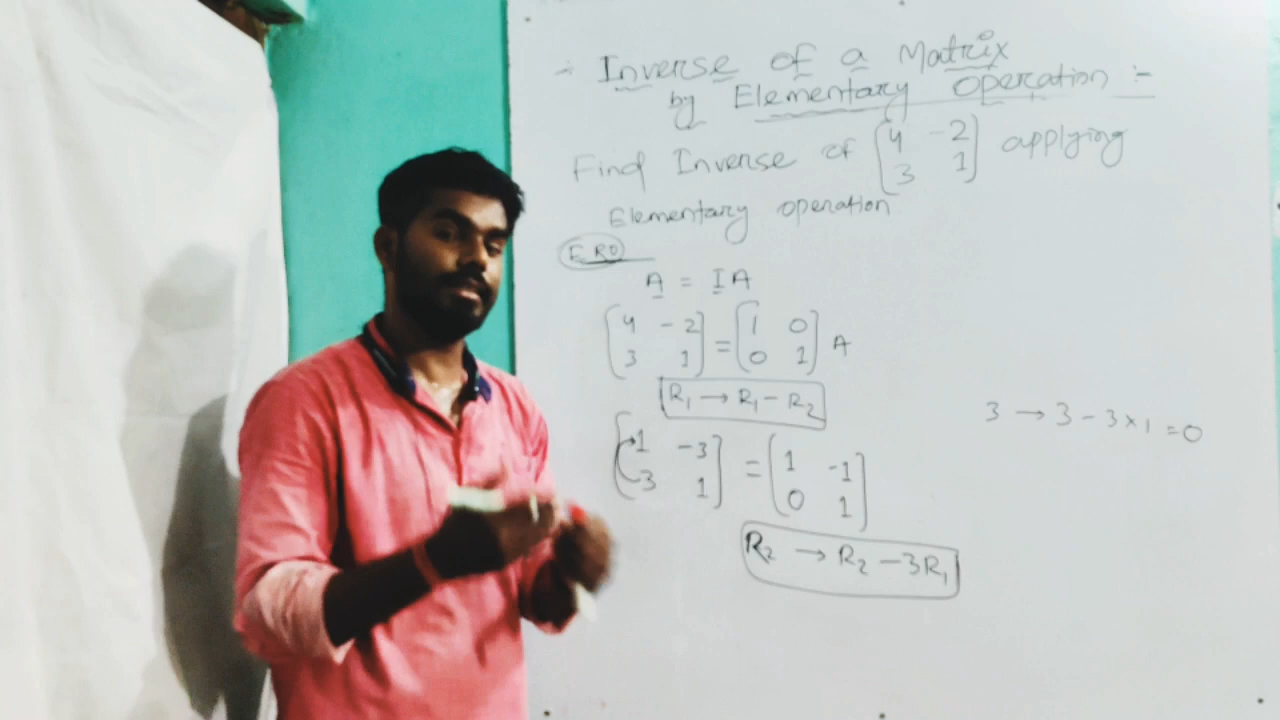 Inverse of a Matrix
by Elementary Operation :-
Find Inverse of [4 -2
3 1] applying
Elementary operation
ERO
A = IA
[4 -2
3 1] = [1 0
0 1] A
R₁ → R₁ - R₂
[1 -3
3 1] = [1 -1
0 1]
3 → 3 - 3 × 1 = 0
R₂ → R₂ - 3R₁